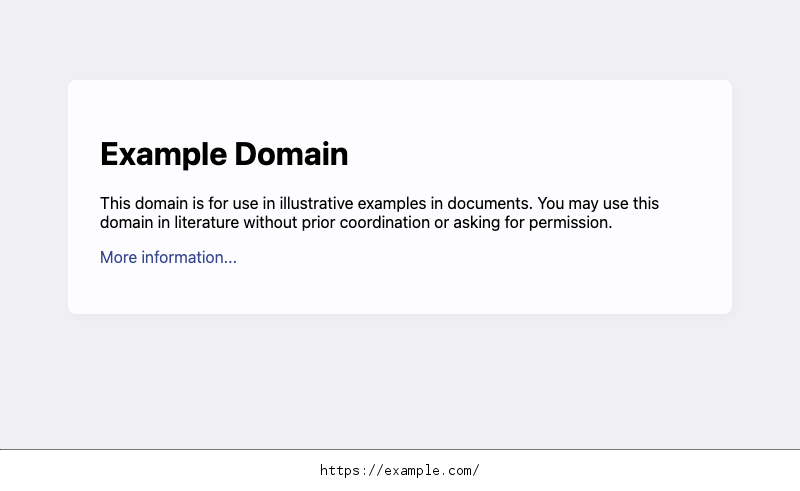 Example Domain
This domain is for use in illustrative examples in documents. You may use this
domain in literature without prior coordination or asking for permission.
More information...
https://example.com/